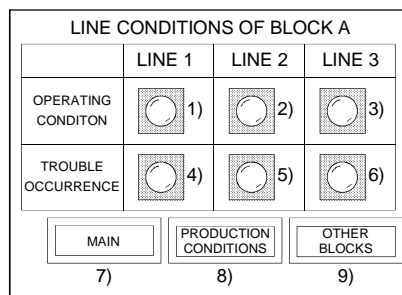 LINE CONDITIONS OF BLOCK A
LINE 1 LINE 2 LINE 3
OPERATING
CONDITON
1) 2) 3)
TROUBLE
OCCURRENCE
4) 5) 6)
MAIN
PRODUCTION
CONDITIONS
OTHER
BLOCKS
7) 8) 9)